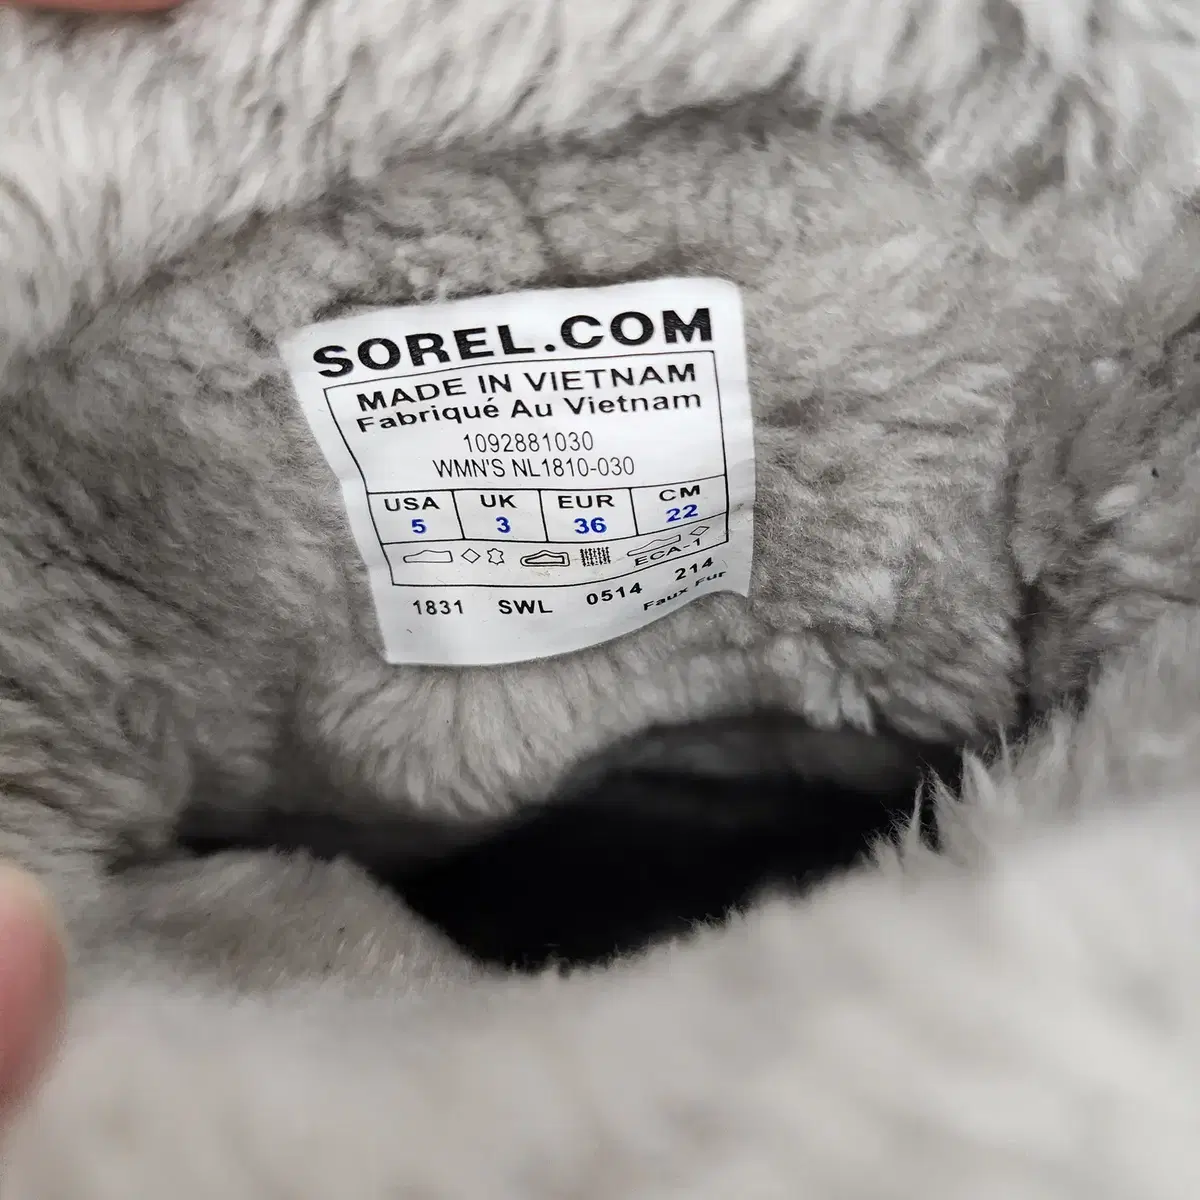 SOREL.COM
MADE IN VIETNAM
Fabriqué Au Vietnam
1092881030
WMN'S NL1810-030
USA UK EUR CM
5 3 36 22
ECA-1
1831 SWL 0514 214
Faux Fur